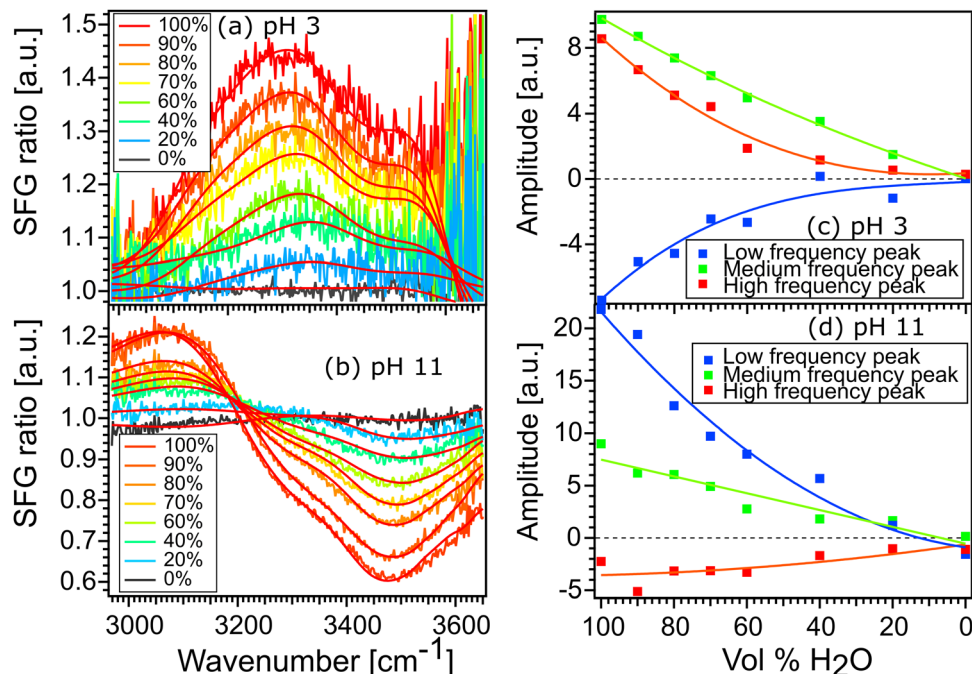 (a) pH 3
SFG ratio [a.u.]
1.5
1.4
1.3
1.2
1.1
1.0
100%
90%
80%
70%
60%
40%
20%
0%
(b) pH 11
SFG ratio [a.u.]
1.2
1.1
1.0
0.9
0.8
0.7
0.6
100%
90%
80%
70%
60%
40%
20%
0%
3000 3200 3400 3600
Wavenumber [cm⁻¹]
Amplitude [a.u.]
8
4
0
-4
(c) pH 3
Low frequency peak
Medium frequency peak
High frequency peak
Amplitude [a.u.]
20
15
10
5
0
-5
(d) pH 11
Low frequency peak
Medium frequency peak
High frequency peak
100 80 60 40 20 0
Vol % H₂O